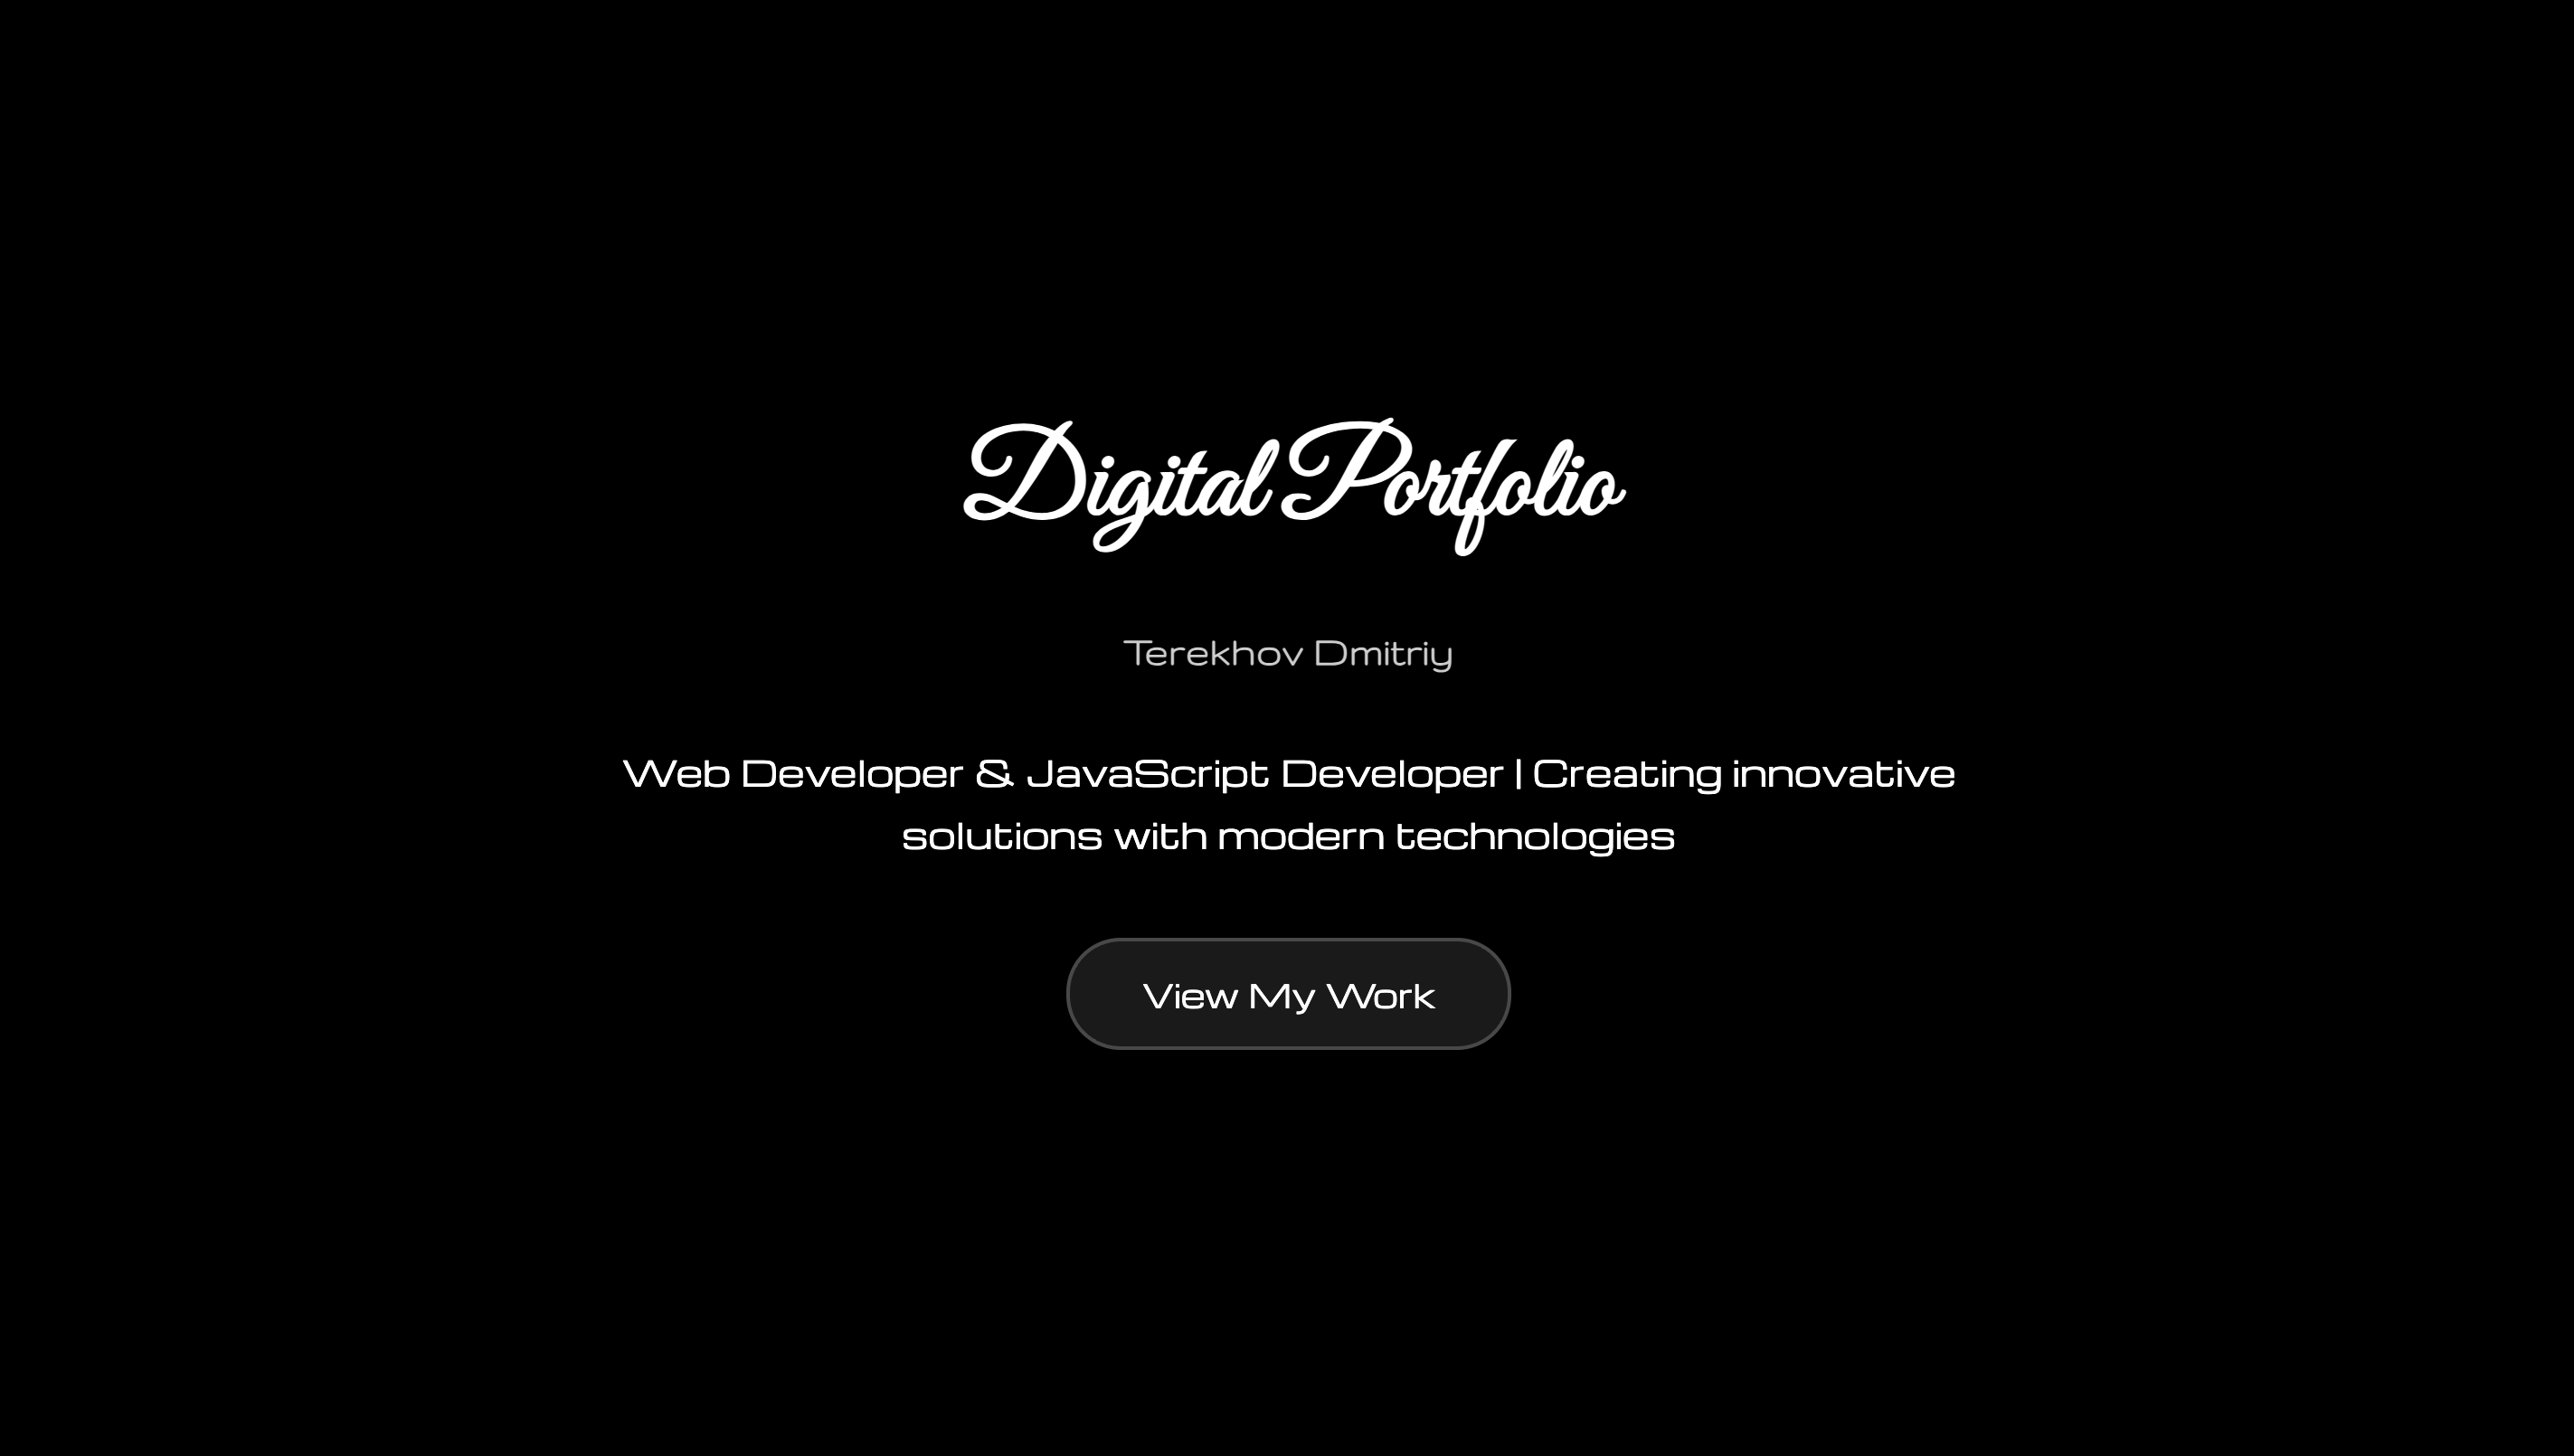 Digital Portfolio
Terekhov Dmitriy
Web Developer & JavaScript Developer | Creating innovative
solutions with modern technologies
View My Work